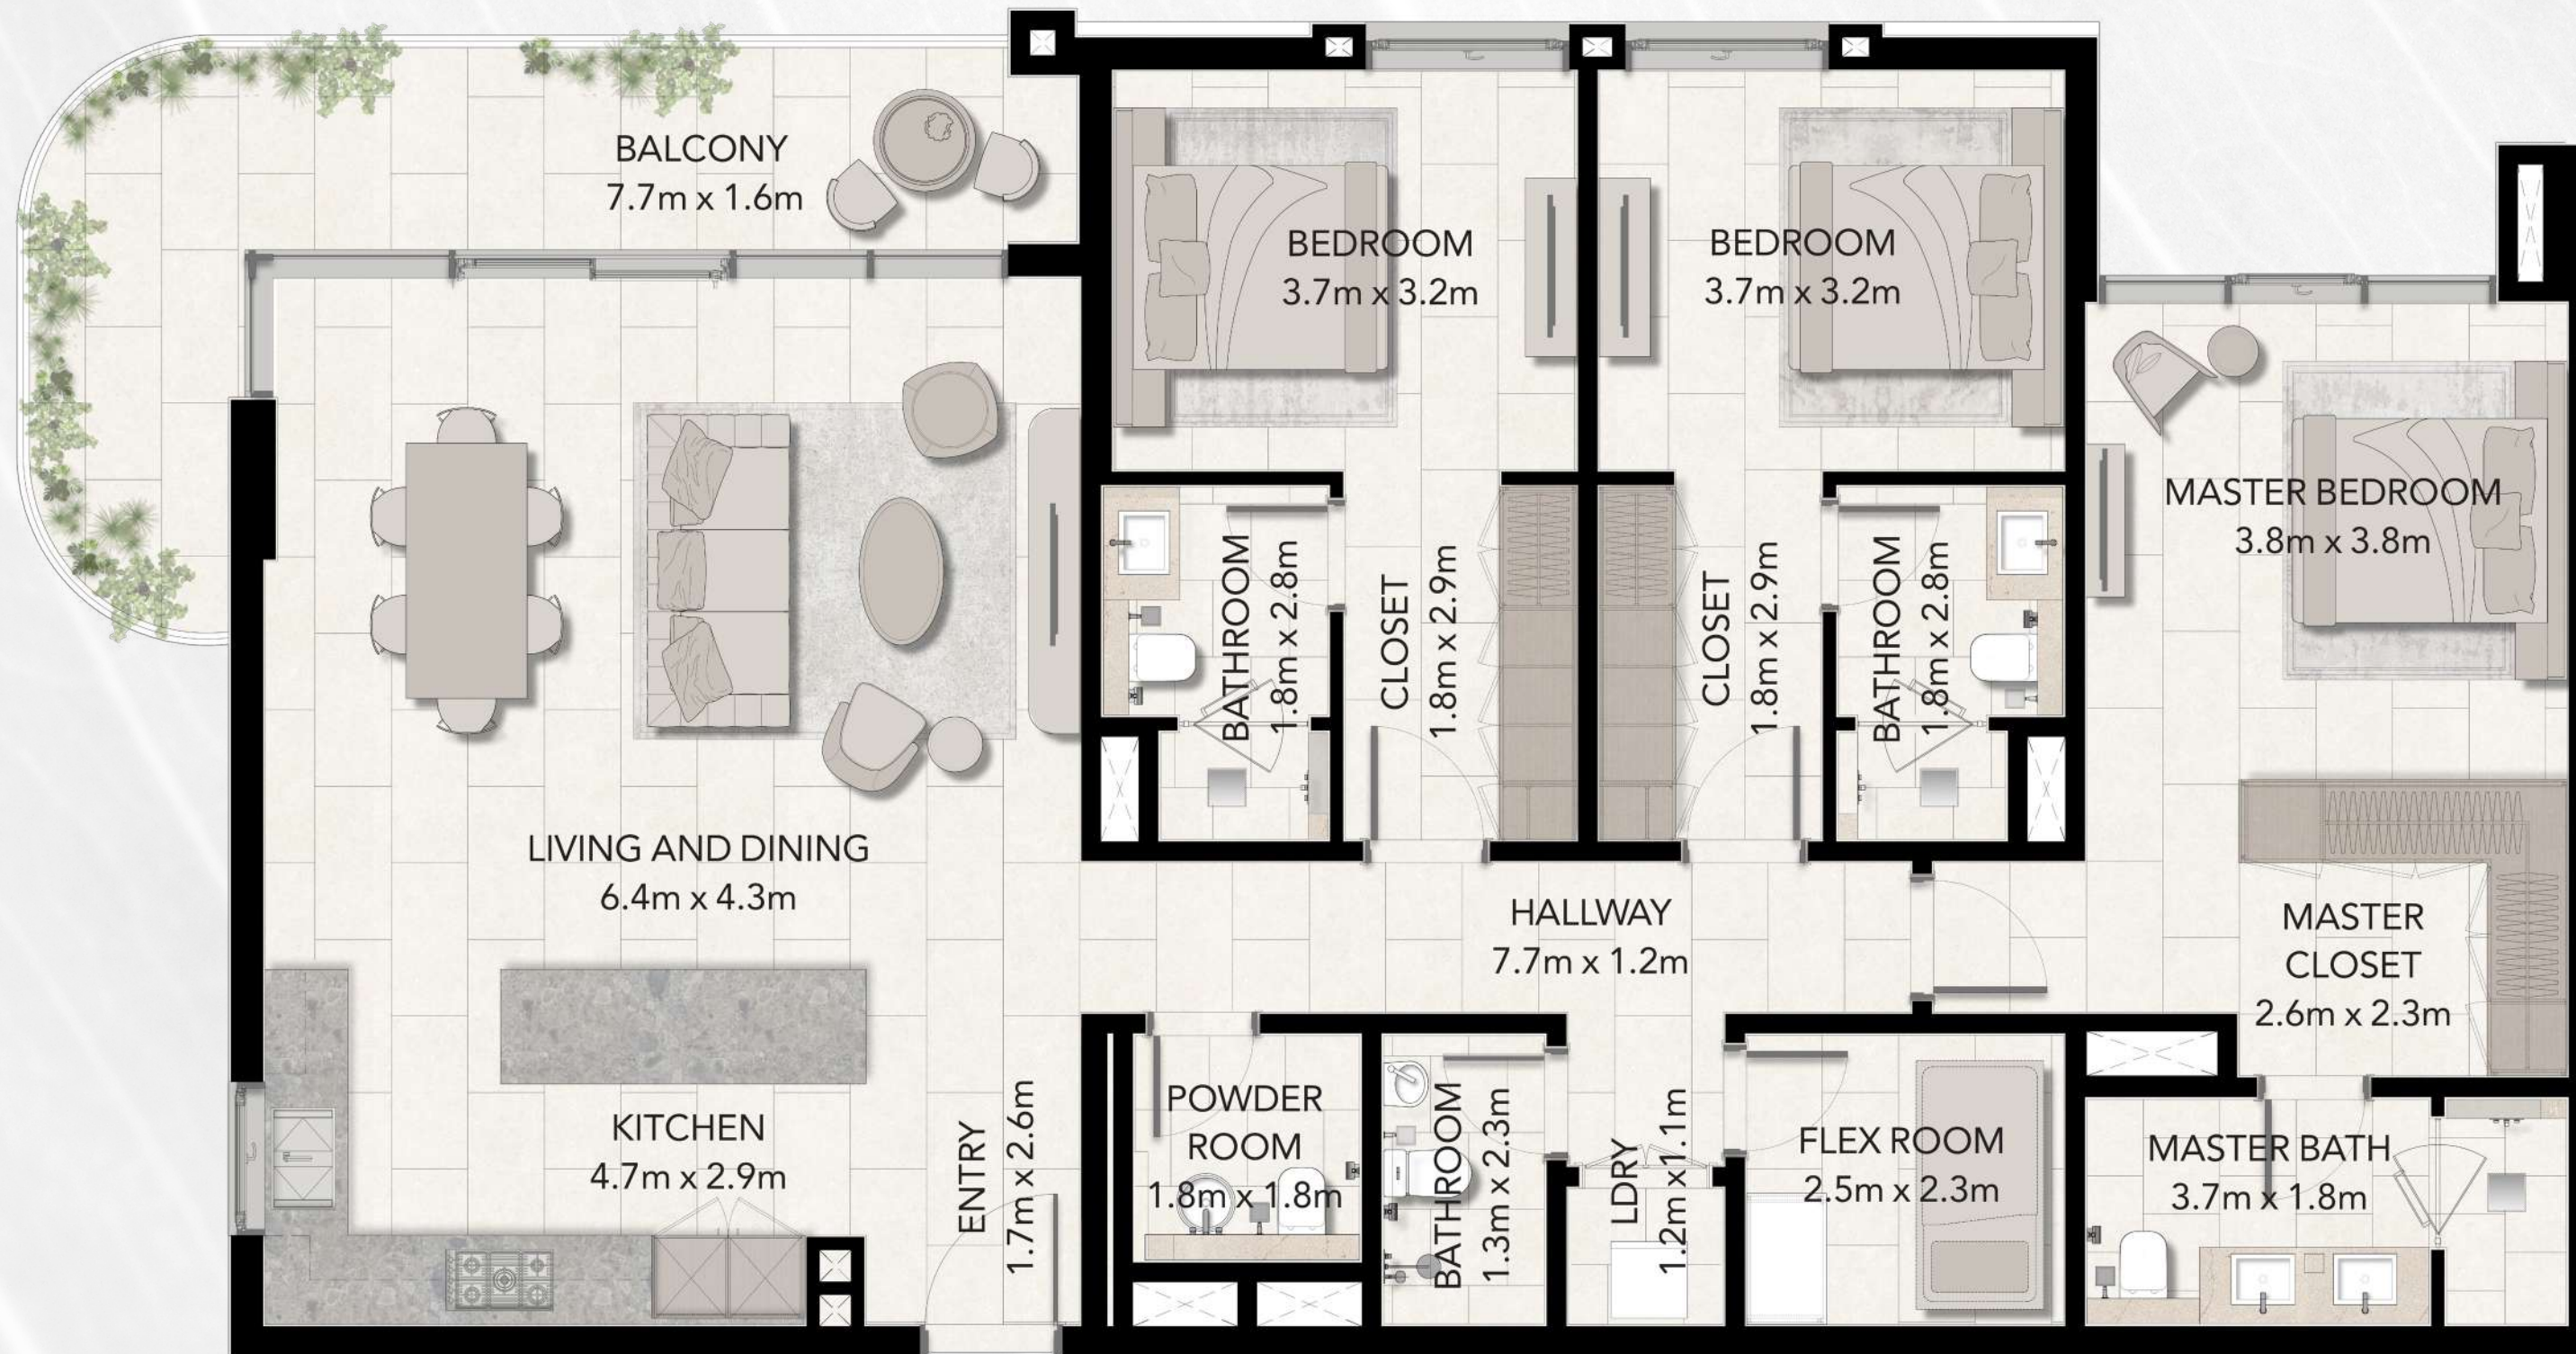 BALCONY
7.7m x 1.6m
BEDROOM
3.7m x 3.2m
BEDROOM
3.7m x 3.2m
MASTER BEDROOM
3.8m x 3.8m
BATHROOM
1.8m x 2.8m
CLOSET
1.8m x 2.9m
CLOSET
1.8m x 2.9m
BATHROOM
1.8m x 2.8m
LIVING AND DINING
6.4m x 4.3m
HALLWAY
7.7m x 1.2m
MASTER
CLOSET
2.6m x 2.3m
KITCHEN
4.7m x 2.9m
ENTRY
1.7m x 2.6m
POWDER
ROOM
1.8m x 1.8m
BATHROOM
1.3m x 2.3m
LDRY
1.2m x 1.1m
FLEX ROOM
2.5m x 2.3m
MASTER BATH
3.7m x 1.8m